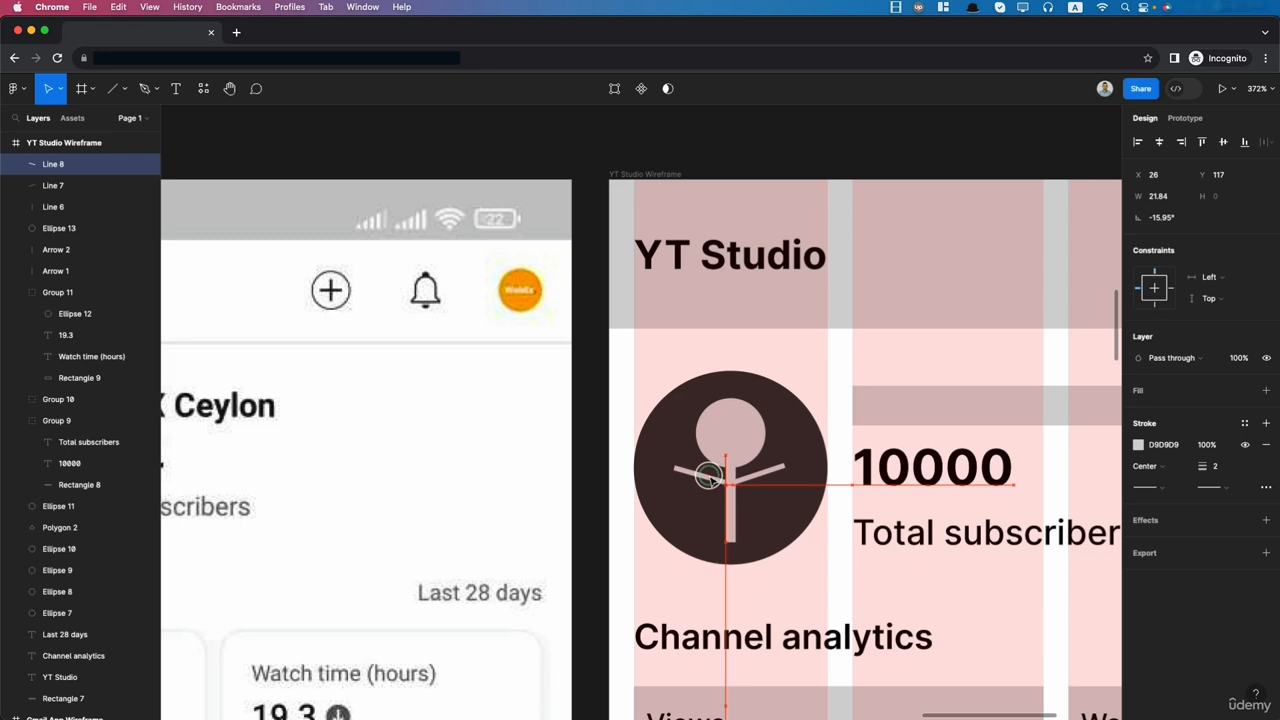 Chrome File Edit View History Bookmarks Profiles Tab Window Help
Incognito
Share 372%
Layers Assets Page 1
Design Prototype
YT Studio Wireframe
Line 8
Line 7
Line 6
Ellipse 13
Arrow 2
Arrow 1
Group 11
Ellipse 12
19.3
Watch time (hours)
Rectangle 9
Group 10
Group 9
Total subscribers
10000
Rectangle 8
Ellipse 11
Polygon 2
Ellipse 10
Ellipse 9
Ellipse 8
Ellipse 7
Last 28 days
Channel analytics
YT Studio
Rectangle 7
22
X Ceylon
scribers
Last 28 days
Watch time (hours)
19.3
YT Studio Wireframe
YT Studio
10000
Total subscriber
Channel analytics
Views
X 26 Y 117
W 21.84 H 0
-15.95°
Constraints
Left
Top
Layer
Pass through 100%
Fill
Stroke
D9D9D9 100%
Center 2
Effects
Export
?
ûdemy